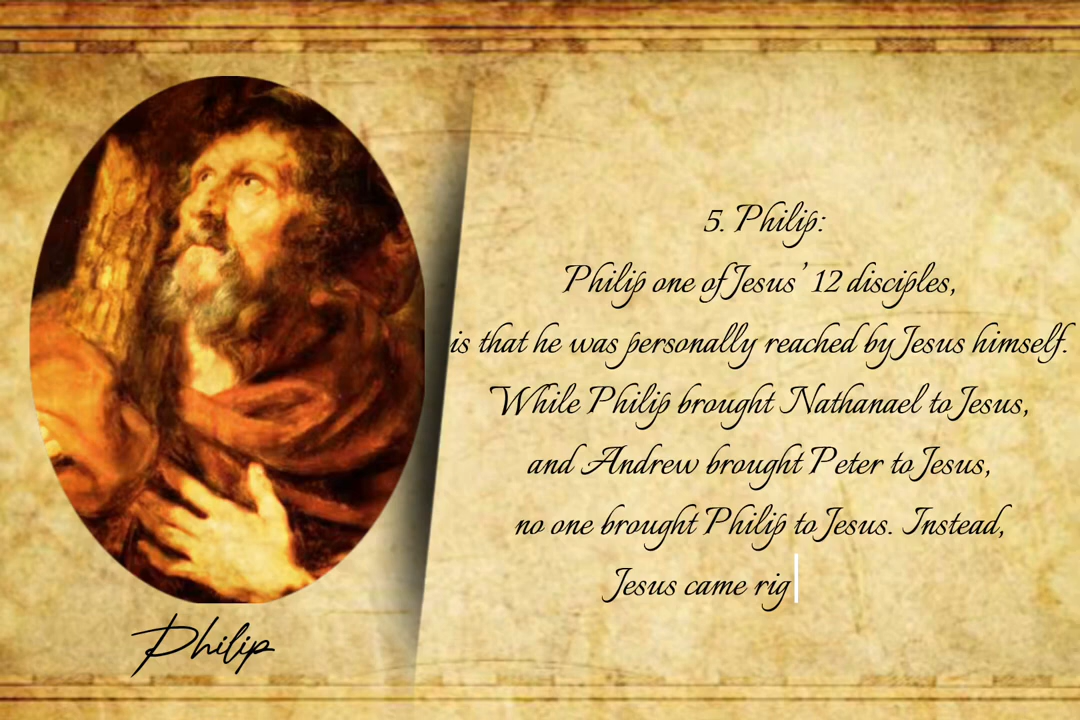 5. Philip:
Philip one of Jesus' 12 disciples,
is that he was personally reached by Jesus himself.
While Philip brought Nathanael to Jesus,
and Andrew brought Peter to Jesus,
no one brought Philip to Jesus. Instead,
Jesus came rig
Philip